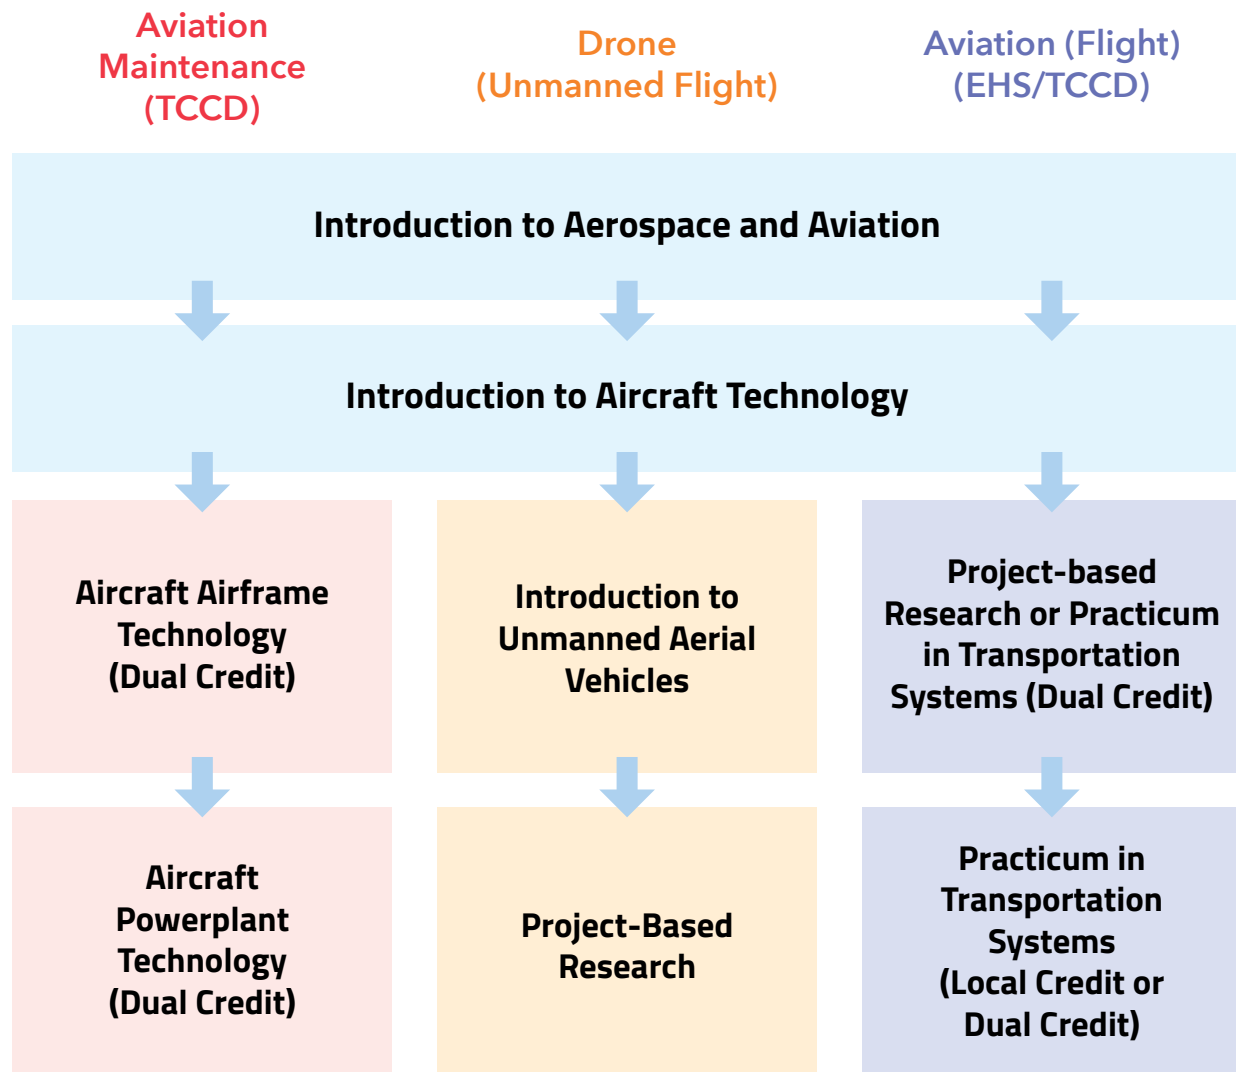 Aviation
Maintenance
(TCCD)
Drone
(Unmanned Flight)
Aviation (Flight)
(EHS/TCCD)
Introduction to Aerospace and Aviation
Introduction to Aircraft Technology
Aircraft Airframe
Technology
(Dual Credit)
Introduction to
Unmanned Aerial
Vehicles
Project-based
Research or Practicum
in Transportation
Systems (Dual Credit)
Aircraft
Powerplant
Technology
(Dual Credit)
Project-Based
Research
Practicum in
Transportation
Systems
(Local Credit or
Dual Credit)